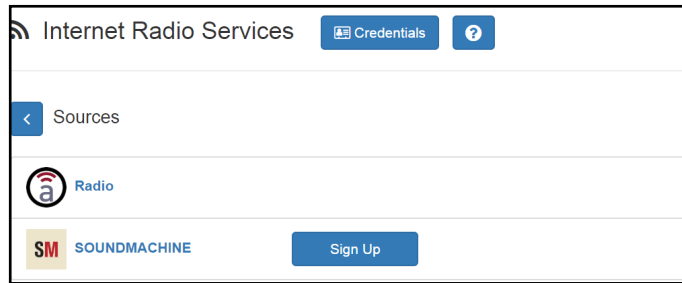 Internet Radio Services Credentials ?
< Sources
ā Radio
SM SOUNDMACHINE Sign Up